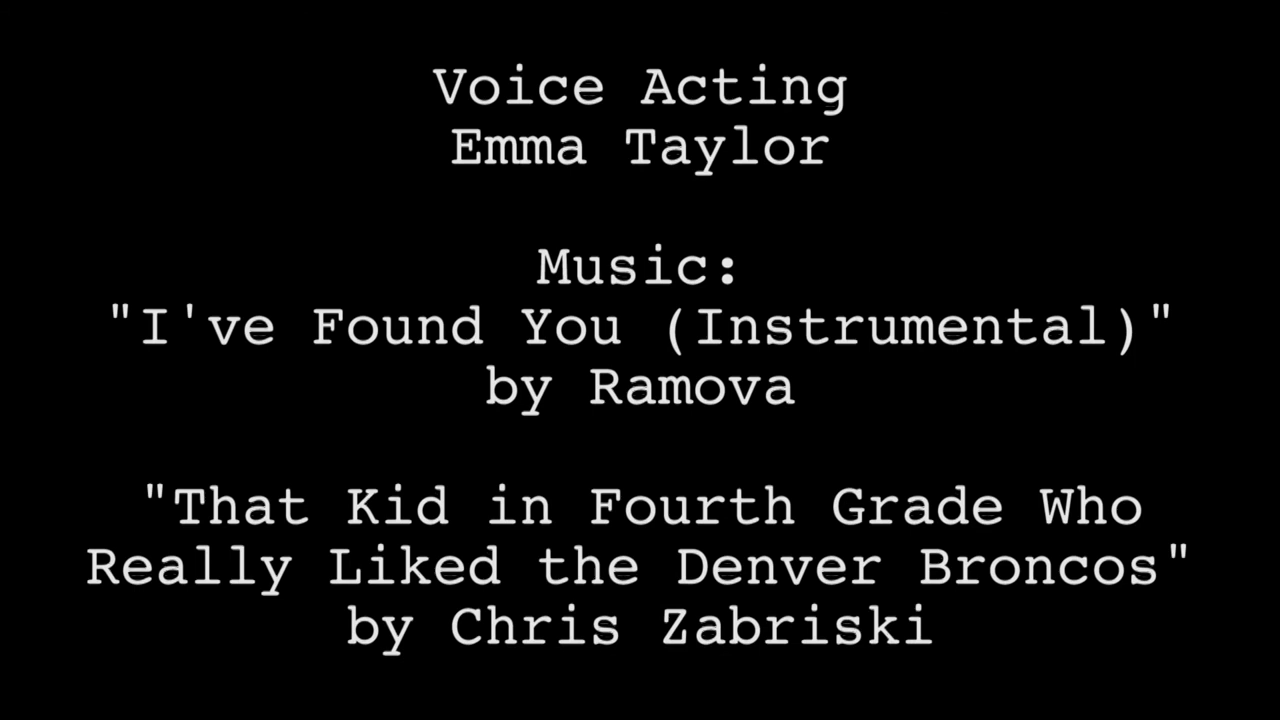 Voice Acting
Emma Taylor
Music:
"I've Found You (Instrumental)"
by Ramova
"That Kid in Fourth Grade Who
Really Liked the Denver Broncos"
by Chris Zabriski